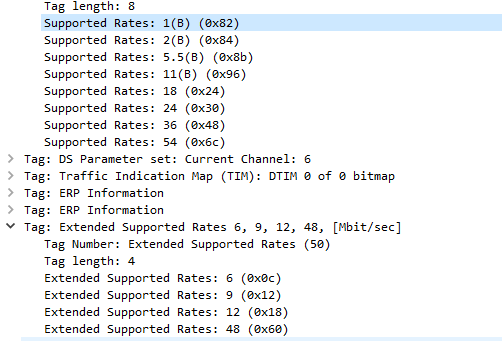 Tag length: 8
Supported Rates: 1(B) (0x82)
Supported Rates: 2(B) (0x84)
Supported Rates: 5.5(B) (0x8b)
Supported Rates: 11(B) (0x96)
Supported Rates: 18 (0x24)
Supported Rates: 24 (0x30)
Supported Rates: 36 (0x48)
Supported Rates: 54 (0x6c)
Tag: DS Parameter set: Current Channel: 6
Tag: Traffic Indication Map (TIM): DTIM 0 of 0 bitmap
Tag: ERP Information
Tag: ERP Information
Tag: Extended Supported Rates 6, 9, 12, 48, [Mbit/sec]
Tag Number: Extended Supported Rates (50)
Tag length: 4
Extended Supported Rates: 6 (0x0c)
Extended Supported Rates: 9 (0x12)
Extended Supported Rates: 12 (0x18)
Extended Supported Rates: 48 (0x60)